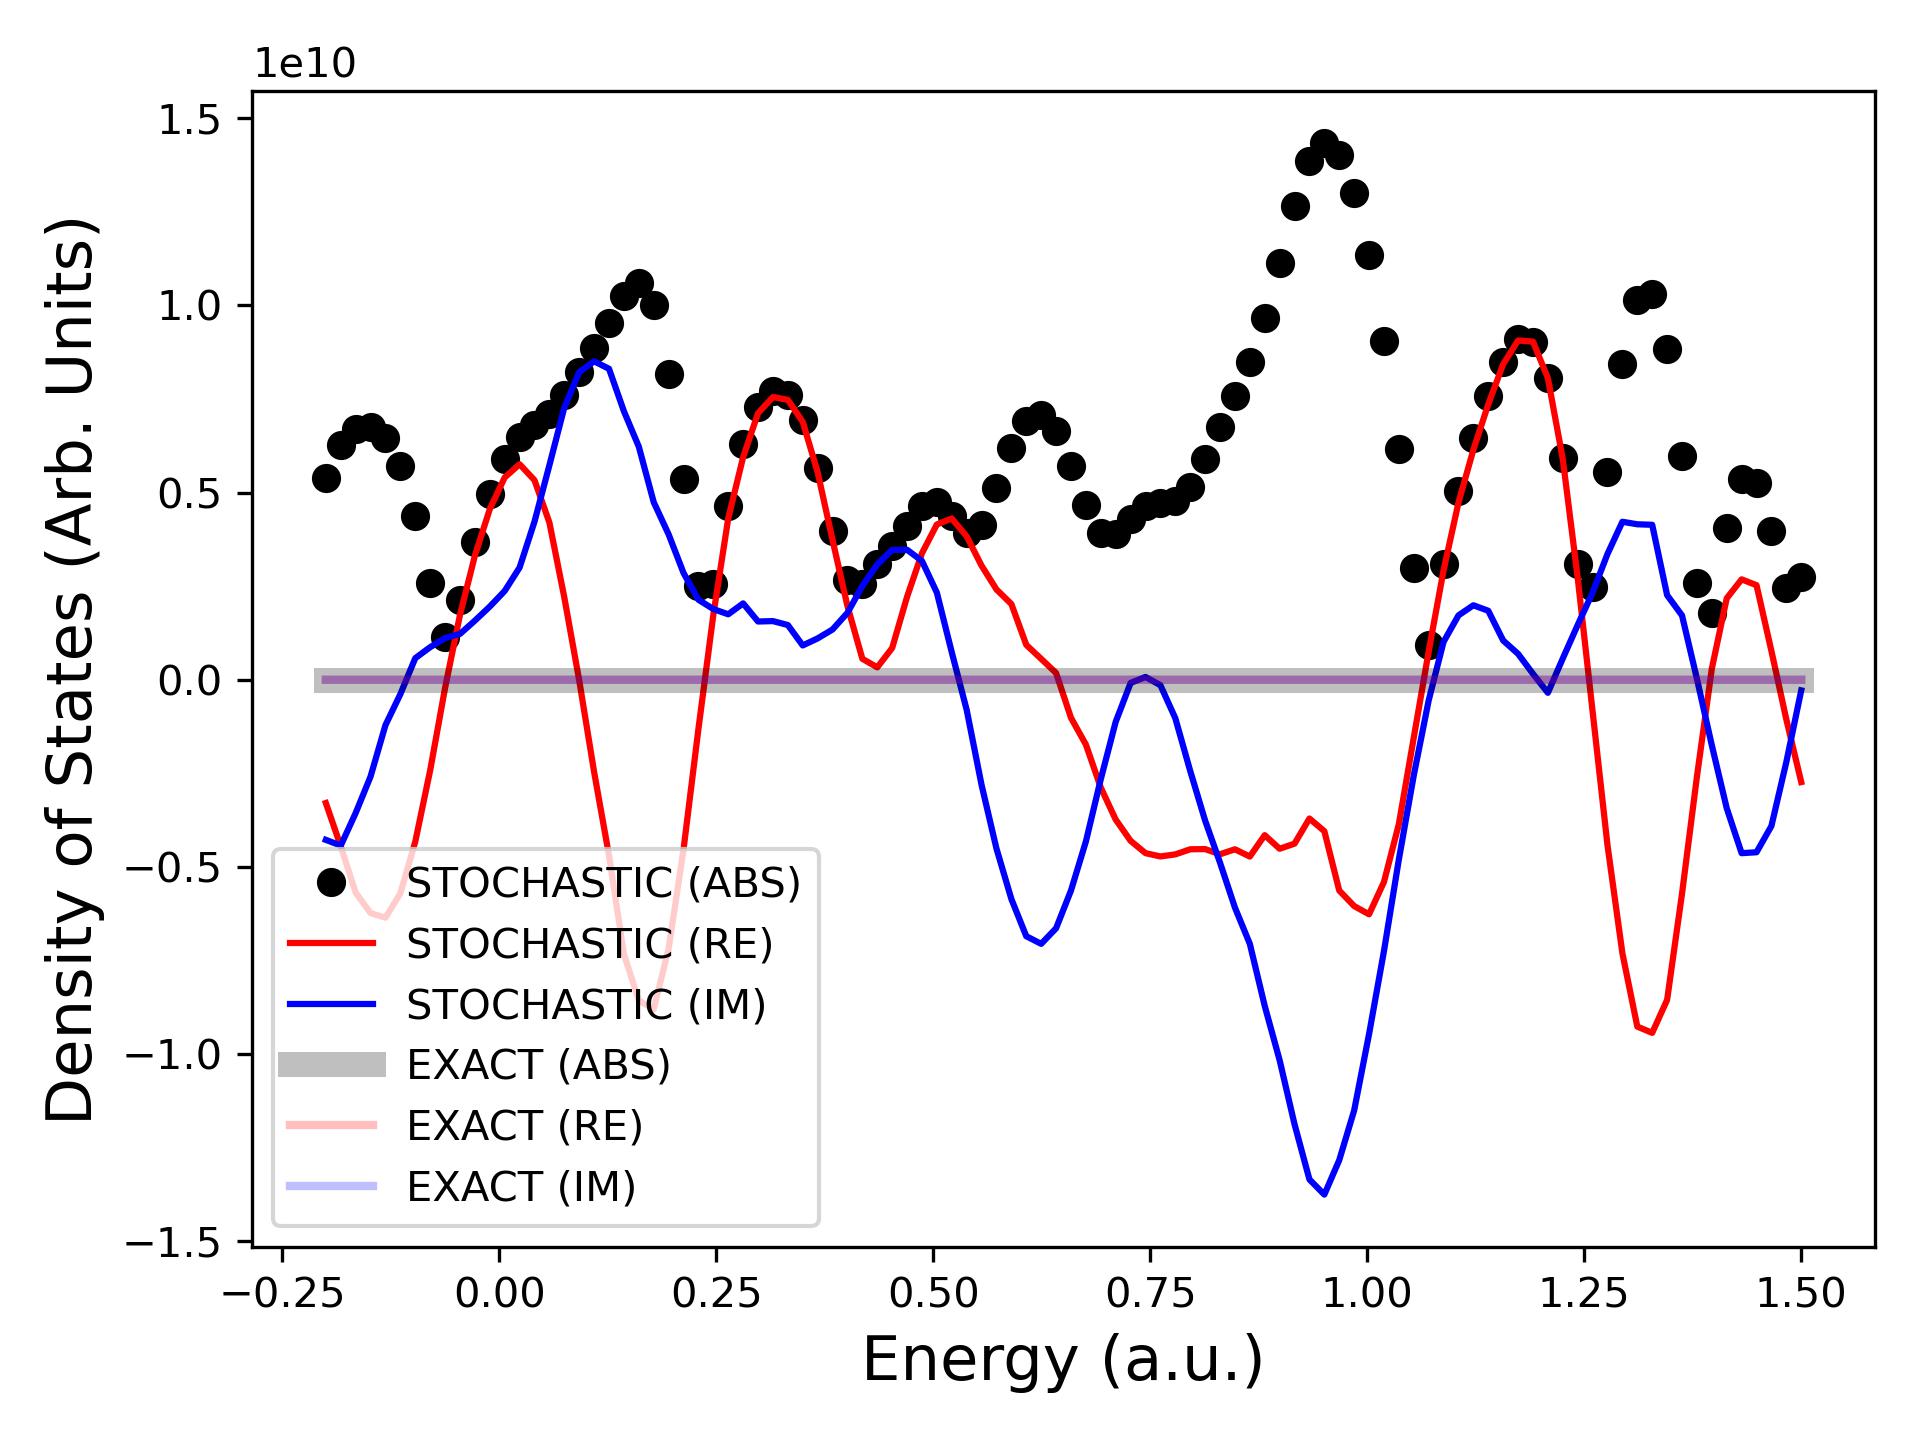 1e10
1.5
1.0
0.5
0.0
−0.5
−1.0
−1.5
Density of States (Arb. Units)
STOCHASTIC (ABS)
STOCHASTIC (RE)
STOCHASTIC (IM)
EXACT (ABS)
EXACT (RE)
EXACT (IM)
−0.25 0.00 0.25 0.50 0.75 1.00 1.25 1.50
Energy (a.u.)